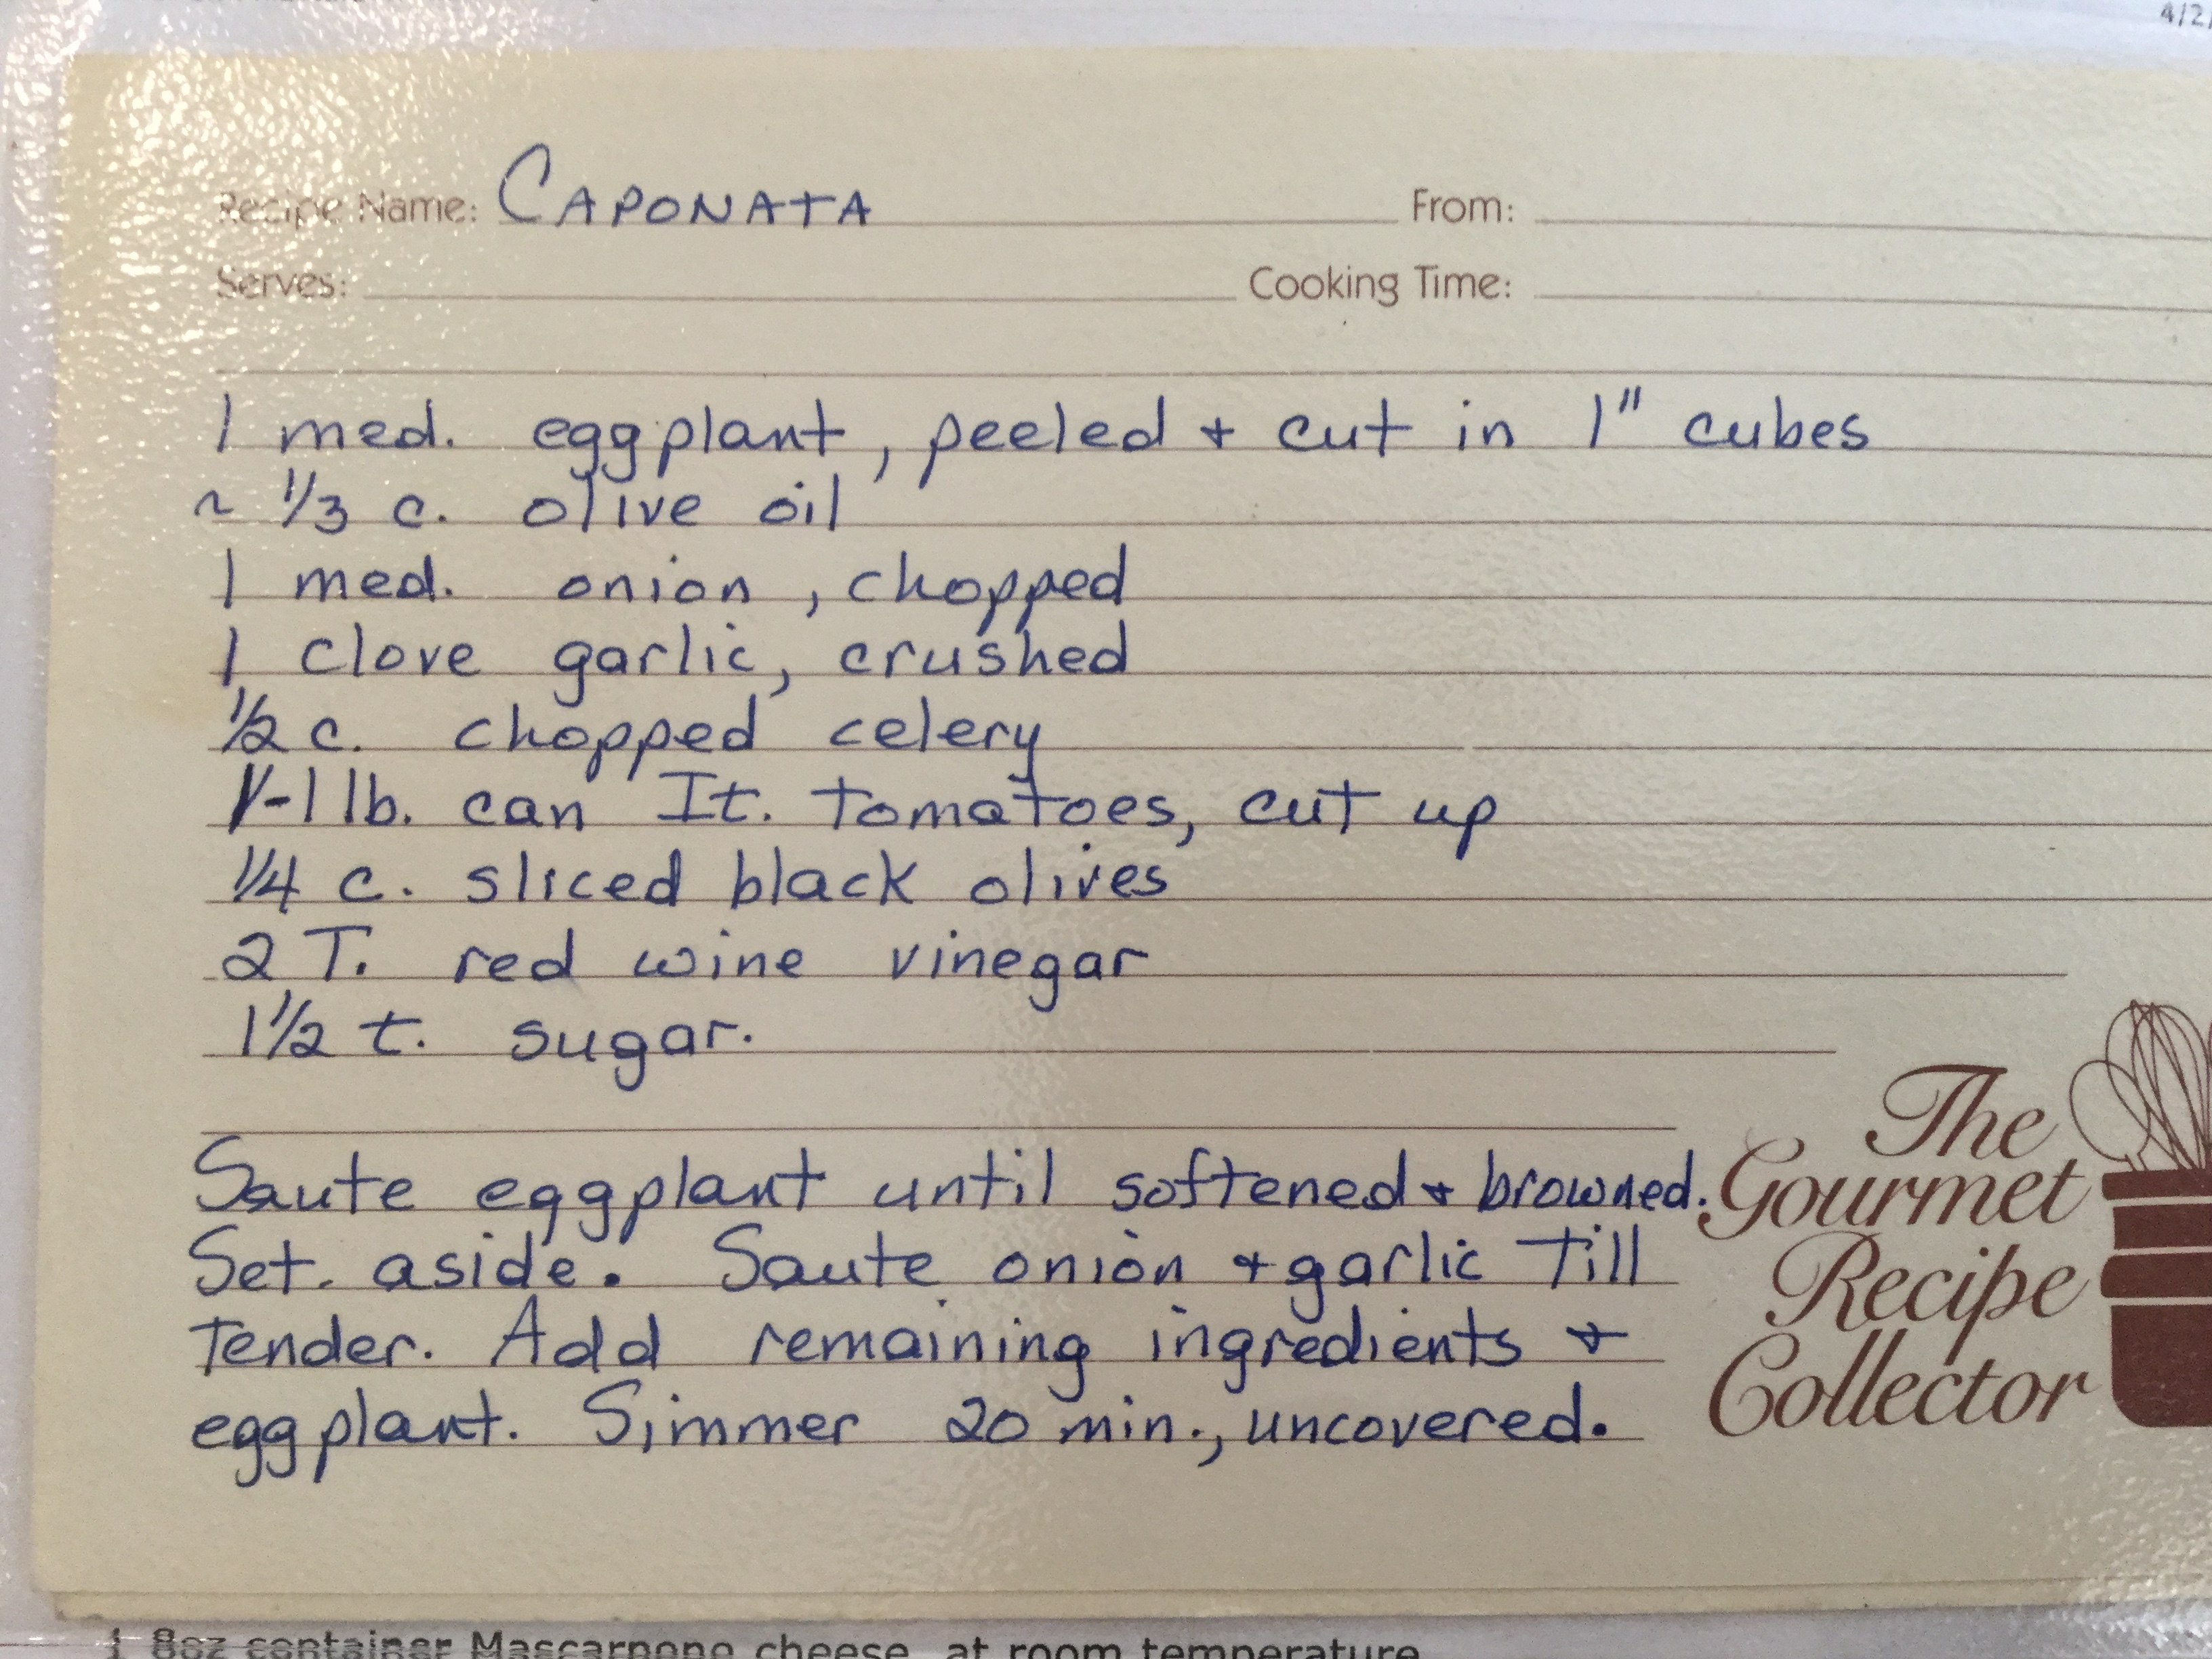 4/2
Recipe Name: CAPONATA From:
Serves: Cooking Time:
1 med. eggplant, peeled + cut in 1" cubes
~ 1/3 c. olive oil
1 med. onion, chopped
1 clove garlic, crushed
1/2 c. chopped celery
1-1 lb. can It. tomatoes, cut up
1/4 c. sliced black olives
2 T. red wine vinegar
1 1/2 t. sugar.
Saute eggplant until softened + browned.
Set. aside. Saute onion + garlic till
tender. Add remaining ingredients +
eggplant. Simmer 20 min., uncovered.
The
Gourmet
Recipe
Collector
1 8oz container Mascarpone cheese, at room temperature